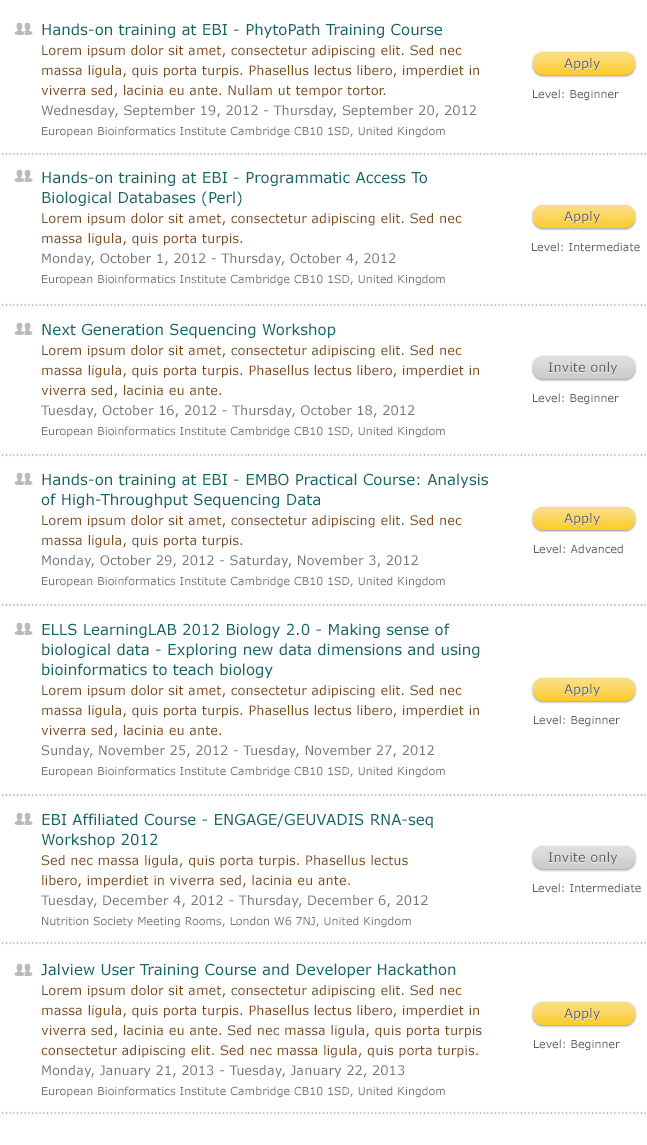 Hands-on training at EBI - PhytoPath Training Course
Lorem ipsum dolor sit amet, consectetur adipiscing elit. Sed nec
massa ligula, quis porta turpis. Phasellus lectus libero, imperdiet in
viverra sed, lacinia eu ante. Nullam ut tempor tortor.
Wednesday, September 19, 2012 - Thursday, September 20, 2012
European Bioinformatics Institute Cambridge CB10 1SD, United Kingdom
Apply
Level: Beginner
Hands-on training at EBI - Programmatic Access To
Biological Databases (Perl)
Lorem ipsum dolor sit amet, consectetur adipiscing elit. Sed nec
massa ligula, quis porta turpis.
Monday, October 1, 2012 - Thursday, October 4, 2012
European Bioinformatics Institute Cambridge CB10 1SD, United Kingdom
Apply
Level: Intermediate
Next Generation Sequencing Workshop
Lorem ipsum dolor sit amet, consectetur adipiscing elit. Sed nec
massa ligula, quis porta turpis. Phasellus lectus libero, imperdiet in
viverra sed, lacinia eu ante.
Tuesday, October 16, 2012 - Thursday, October 18, 2012
European Bioinformatics Institute Cambridge CB10 1SD, United Kingdom
Invite only
Level: Beginner
Hands-on training at EBI - EMBO Practical Course: Analysis
of High-Throughput Sequencing Data
Lorem ipsum dolor sit amet, consectetur adipiscing elit. Sed nec
massa ligula, quis porta turpis.
Monday, October 29, 2012 - Saturday, November 3, 2012
European Bioinformatics Institute Cambridge CB10 1SD, United Kingdom
Apply
Level: Advanced
ELLS LearningLAB 2012 Biology 2.0 - Making sense of
biological data - Exploring new data dimensions and using
bioinformatics to teach biology
Lorem ipsum dolor sit amet, consectetur adipiscing elit. Sed nec
massa ligula, quis porta turpis. Phasellus lectus libero, imperdiet in
viverra sed, lacinia eu ante.
Sunday, November 25, 2012 - Tuesday, November 27, 2012
European Bioinformatics Institute Cambridge CB10 1SD, United Kingdom
Apply
Level: Beginner
EBI Affiliated Course - ENGAGE/GEUVADIS RNA-seq
Workshop 2012
Sed nec massa ligula, quis porta turpis. Phasellus lectus
libero, imperdiet in viverra sed, lacinia eu ante.
Tuesday, December 4, 2012 - Thursday, December 6, 2012
Nutrition Society Meeting Rooms, London W6 7NJ, United Kingdom
Invite only
Level: Intermediate
Jalview User Training Course and Developer Hackathon
Lorem ipsum dolor sit amet, consectetur adipiscing elit. Sed nec
massa ligula, quis porta turpis. Phasellus lectus libero, imperdiet in
viverra sed, lacinia eu ante. Sed nec massa ligula, quis porta turpis
consectetur adipiscing elit. Sed nec massa ligula, quis porta turpis.
Monday, January 21, 2013 - Tuesday, January 22, 2013
European Bioinformatics Institute Cambridge CB10 1SD, United Kingdom
Apply
Level: Beginner